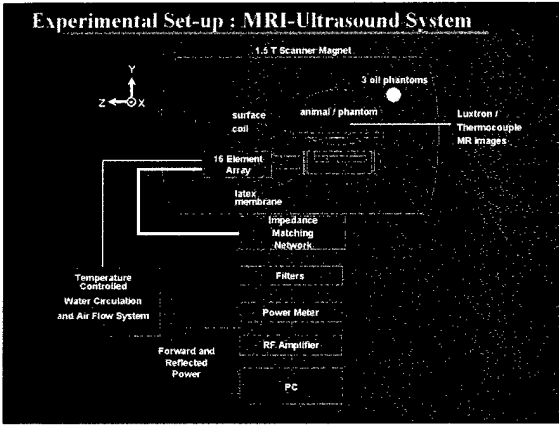 Experimental Set-up : MRI-Ultrasound System
1.5 T Scanner Magnet
Y
Z
X
3 oil phantoms
animal / phantom
surface
coil
Luxtron /
Thermocouple
MR images
16 Element
Array
latex
membrane
Impedance
Matching
Network
Temperature
Controlled
Water Circulation
and Air Flow System
Filters
Power Meter
RF Amplifier
Forward and
Reflected
Power
PC